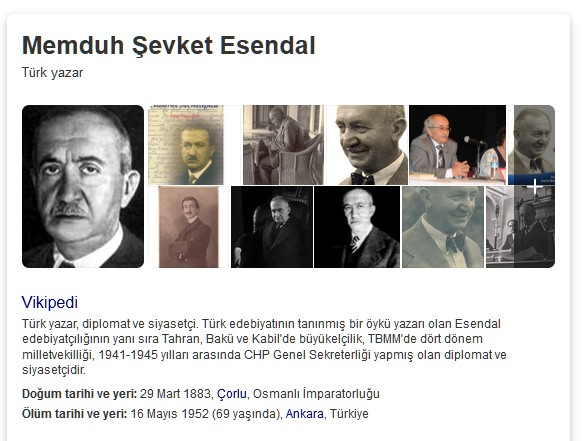 Memduh Şevket Esendal
Türk yazar
Vikipedi
Türk yazar, diplomat ve siyasetçi. Türk edebiyatının tanınmış bir öykü yazarı olan Esendal
edebiyatçılığının yanı sıra Tahran, Bakü ve Kabil'de büyükelçilik, TBMM'de dört dönem
milletvekilliği, 1941-1945 yılları arasında CHP Genel Sekreterliği yapmış olan diplomat ve
siyasetçidir.
Doğum tarihi ve yeri: 29 Mart 1883, Çorlu, Osmanlı İmparatorluğu
Ölüm tarihi ve yeri: 16 Mayıs 1952 (69 yaşında), Ankara, Türkiye